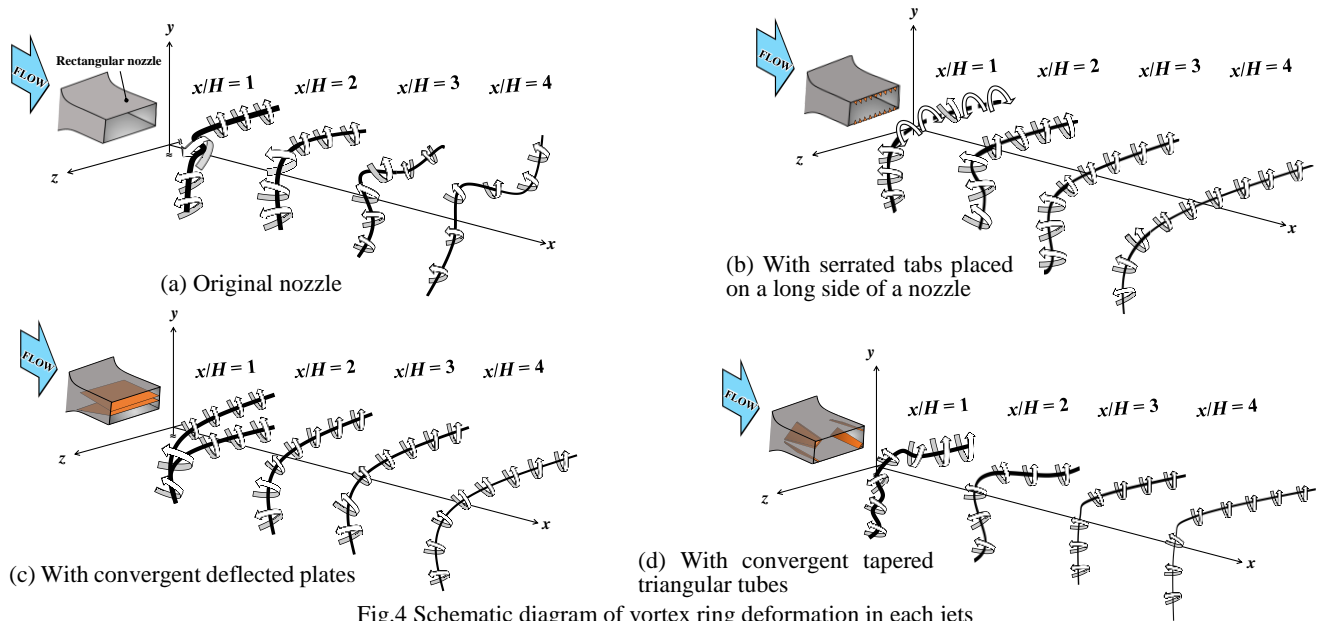 y
FLOW
Rectangular nozzle
x/H = 1
x/H = 2
x/H = 3
x/H = 4
z
x
(a) Original nozzle
y
FLOW
x/H = 1
x/H = 2
x/H = 3
x/H = 4
z
x
(b) With serrated tabs placed
on a long side of a nozzle
y
FLOW
x/H = 1
x/H = 2
x/H = 3
x/H = 4
z
x
(c) With convergent deflected plates
y
FLOW
x/H = 1
x/H = 2
x/H = 3
x/H = 4
z
x
(d) With convergent tapered
triangular tubes
Fig.4 Schematic diagram of vortex ring deformation in each jets